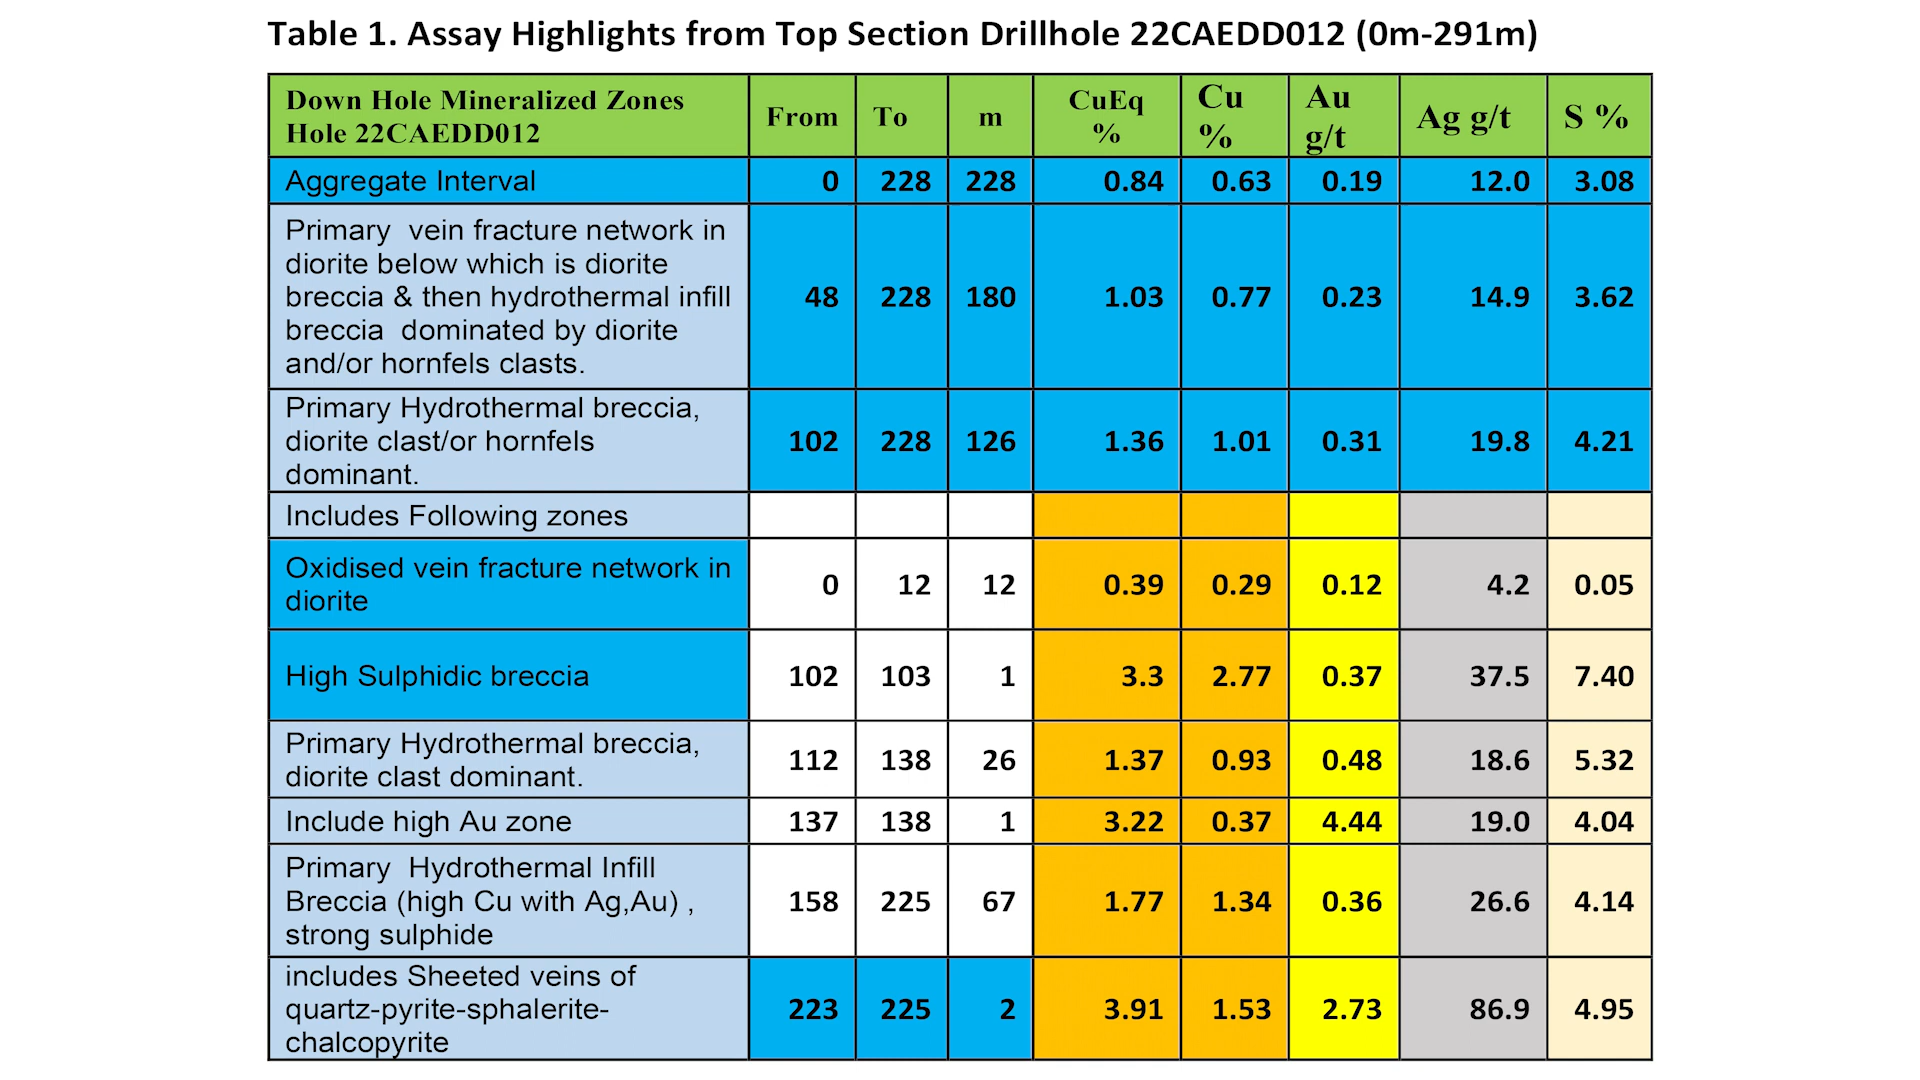 Table 1. Assay Highlights from Top Section Drillhole 22CAEDD012 (0m-291m)
Down Hole Mineralized Zones
Hole 22CAEDD012
From To m CuEq % Cu % Au g/t Ag g/t S %
Aggregate Interval 0 228 228 0.84 0.63 0.19 12.0 3.08
Primary vein fracture network in
diorite below which is diorite
breccia & then hydrothermal infill
breccia dominated by diorite
and/or hornfels clasts.
48 228 180 1.03 0.77 0.23 14.9 3.62
Primary Hydrothermal breccia,
diorite clast/or hornfels
dominant.
102 228 126 1.36 1.01 0.31 19.8 4.21
Includes Following zones
Oxidised vein fracture network in
diorite
0 12 12 0.39 0.29 0.12 4.2 0.05
High Sulphidic breccia 102 103 1 3.3 2.77 0.37 37.5 7.40
Primary Hydrothermal breccia,
diorite clast dominant.
112 138 26 1.37 0.93 0.48 18.6 5.32
Include high Au zone 137 138 1 3.22 0.37 4.44 19.0 4.04
Primary Hydrothermal Infill
Breccia (high Cu with Ag,Au) ,
strong sulphide
158 225 67 1.77 1.34 0.36 26.6 4.14
includes Sheeted veins of
quartz-pyrite-sphalerite-
chalcopyrite
223 225 2 3.91 1.53 2.73 86.9 4.95